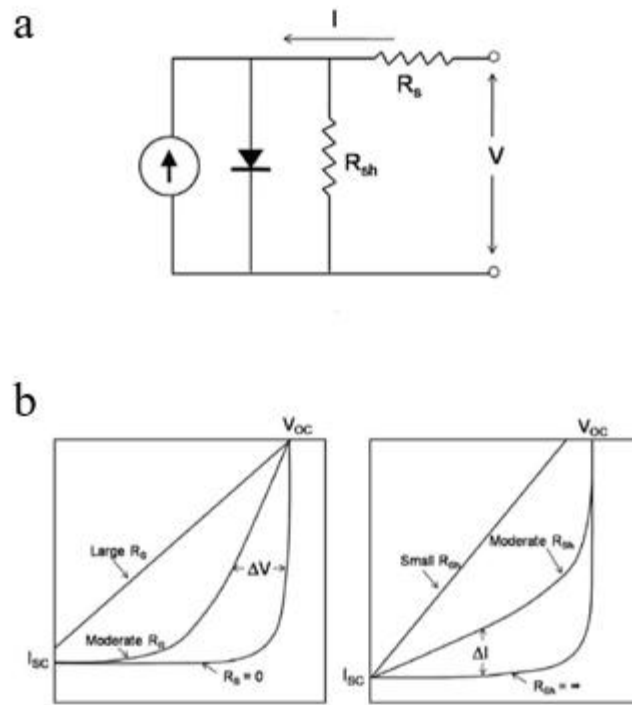 a
I
Rs
Rsh
V
b
VOC
Large RS
ΔV
Moderate RS
ISC
RS = 0
VOC
Moderate RSh
Small RSh
ΔI
ISC
RSh = ∞